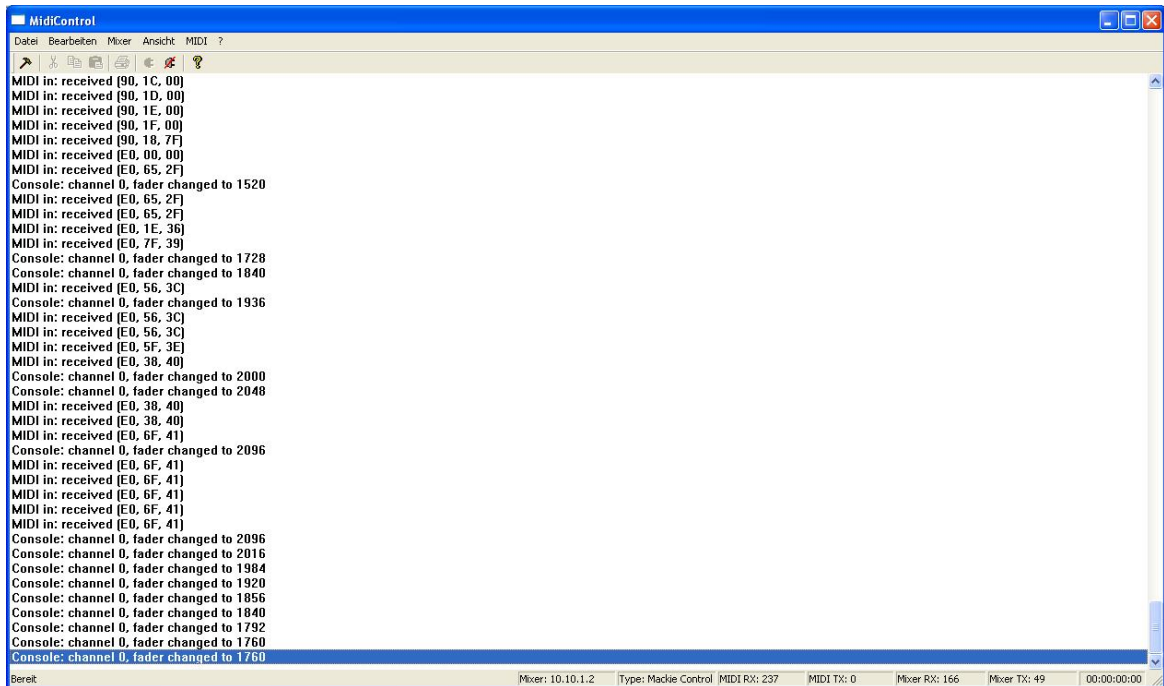 MidiControl
Datei Bearbeiten Mixer Ansicht MIDI ?
MIDI in: received (90, 1C, 00)
MIDI in: received (90, 1D, 00)
MIDI in: received (90, 1E, 00)
MIDI in: received (90, 1F, 00)
MIDI in: received (90, 18, 7F)
MIDI in: received (E0, 00, 00)
MIDI in: received (E0, 65, 2F)
Console: channel 0, fader changed to 1520
MIDI in: received (E0, 65, 2F)
MIDI in: received (E0, 65, 2F)
MIDI in: received (E0, 1E, 36)
MIDI in: received (E0, 7F, 39)
Console: channel 0, fader changed to 1728
Console: channel 0, fader changed to 1840
MIDI in: received (E0, 56, 3C)
Console: channel 0, fader changed to 1936
MIDI in: received (E0, 56, 3C)
MIDI in: received (E0, 56, 3C)
MIDI in: received (E0, 5F, 3E)
MIDI in: received (E0, 38, 40)
Console: channel 0, fader changed to 2000
Console: channel 0, fader changed to 2048
MIDI in: received (E0, 38, 40)
MIDI in: received (E0, 38, 40)
MIDI in: received (E0, 6F, 41)
Console: channel 0, fader changed to 2096
MIDI in: received (E0, 6F, 41)
MIDI in: received (E0, 6F, 41)
MIDI in: received (E0, 6F, 41)
MIDI in: received (E0, 6F, 41)
MIDI in: received (E0, 6F, 41)
Console: channel 0, fader changed to 2096
Console: channel 0, fader changed to 2016
Console: channel 0, fader changed to 1984
Console: channel 0, fader changed to 1920
Console: channel 0, fader changed to 1856
Console: channel 0, fader changed to 1840
Console: channel 0, fader changed to 1792
Console: channel 0, fader changed to 1760
Console: channel 0, fader changed to 1760
Bereit Mixer: 10.10.1.2 Type: Mackie Control MIDI RX: 237 MIDI TX: 0 Mixer RX: 166 Mixer TX: 49 00:00:00:00